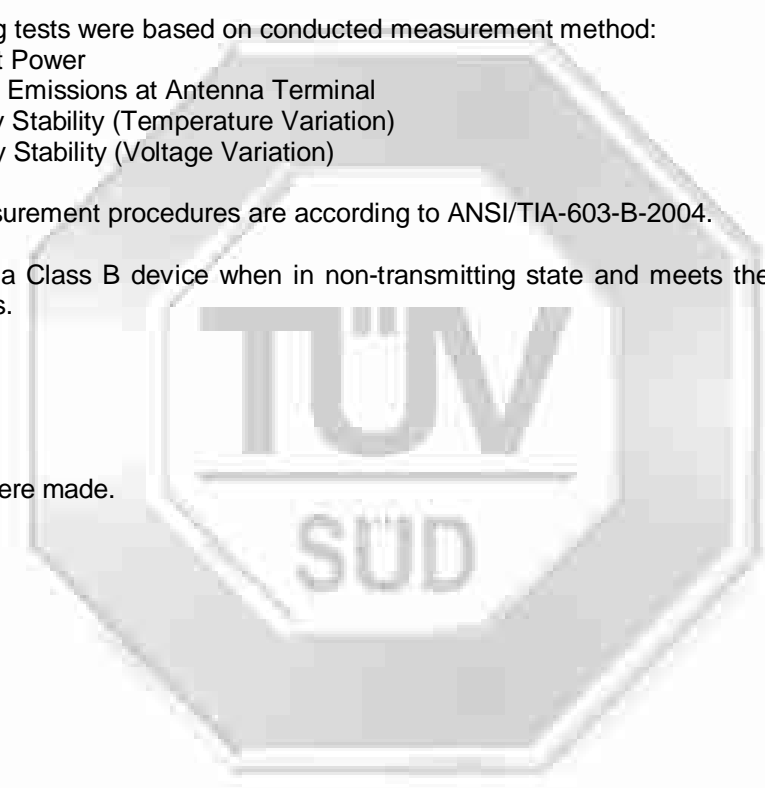 g tests were based on conducted measurement method:
t Power
Emissions at Antenna Terminal
y Stability (Temperature Variation)
y Stability (Voltage Variation)
surement procedures are according to ANSI/TIA-603-B-2004.
a Class B device when in non-transmitting state and meets the
s.
TÜV
ere made.
SÜD